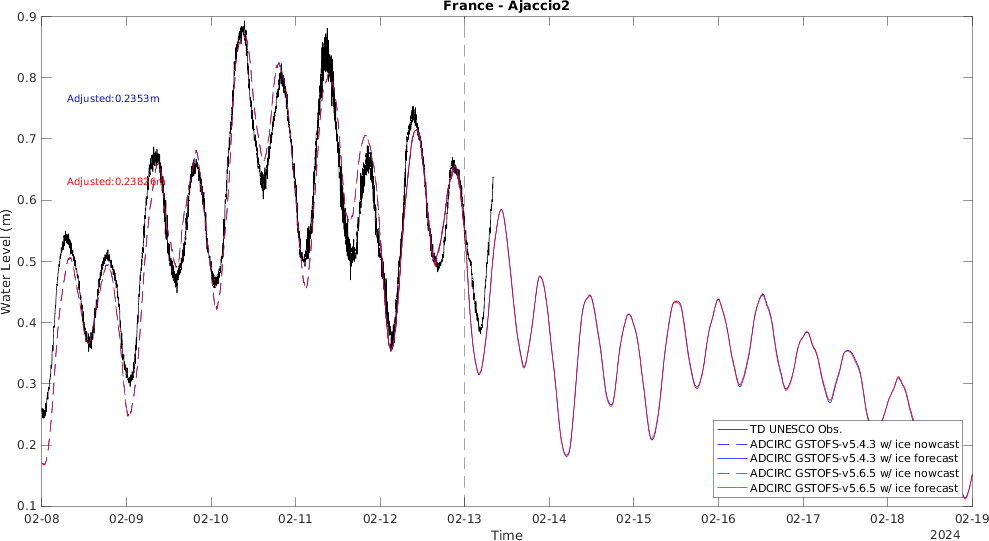 France - Ajaccio2
0.9
0.8
0.7
0.6
0.5
0.4
0.3
0.2
0.1
Water Level (m)
Adjusted:0.2353m
Adjusted:0.23826m
TD UNESCO Obs.
ADCIRC GSTOFS-v5.4.3 w/ ice nowcast
ADCIRC GSTOFS-v5.4.3 w/ ice forecast
ADCIRC GSTOFS-v5.6.5 w/ ice nowcast
ADCIRC GSTOFS-v5.6.5 w/ ice forecast
02-08 02-09 02-10 02-11 02-12 02-13 02-14 02-15 02-16 02-17 02-18 02-19
Time
2024